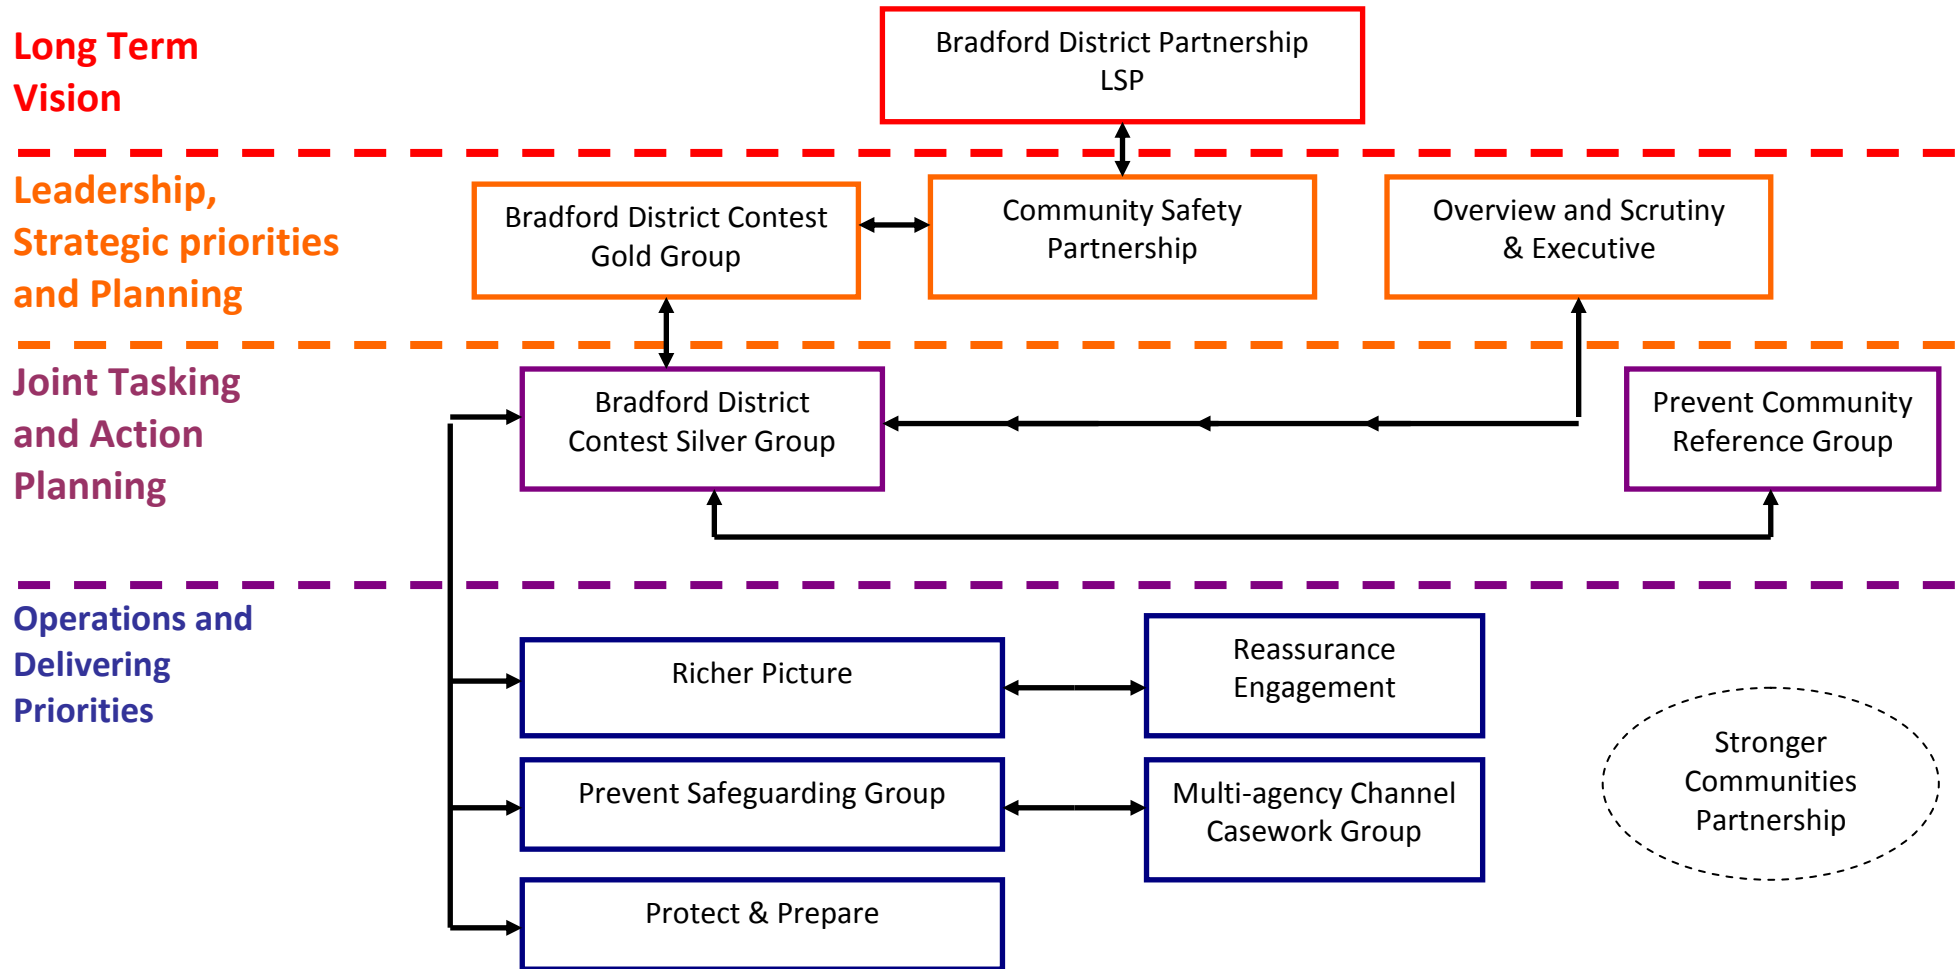 Long Term
Vision
Bradford District Partnership
LSP
Leadership,
Strategic priorities
and Planning
Bradford District Contest
Gold Group
Community Safety
Partnership
Overview and Scrutiny
& Executive
Joint Tasking
and Action
Planning
Bradford District
Contest Silver Group
Prevent Community
Reference Group
Operations and
Delivering
Priorities
Richer Picture
Reassurance
Engagement
Prevent Safeguarding Group
Multi-agency Channel
Casework Group
Protect & Prepare
Stronger
Communities
Partnership